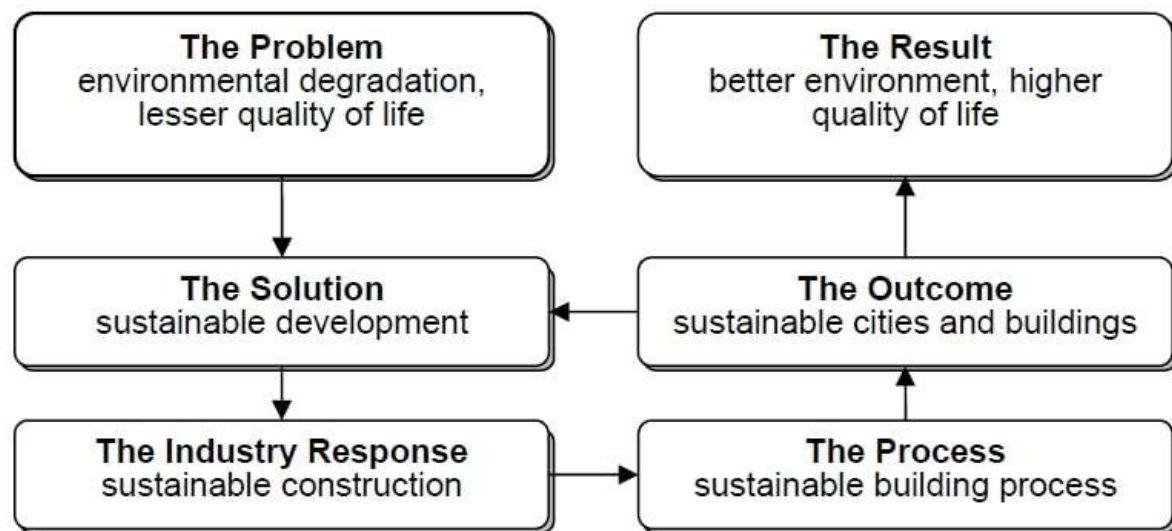 The Problem
environmental degradation,
lesser quality of life
The Result
better environment, higher
quality of life
The Solution
sustainable development
The Outcome
sustainable cities and buildings
The Industry Response
sustainable construction
The Process
sustainable building process